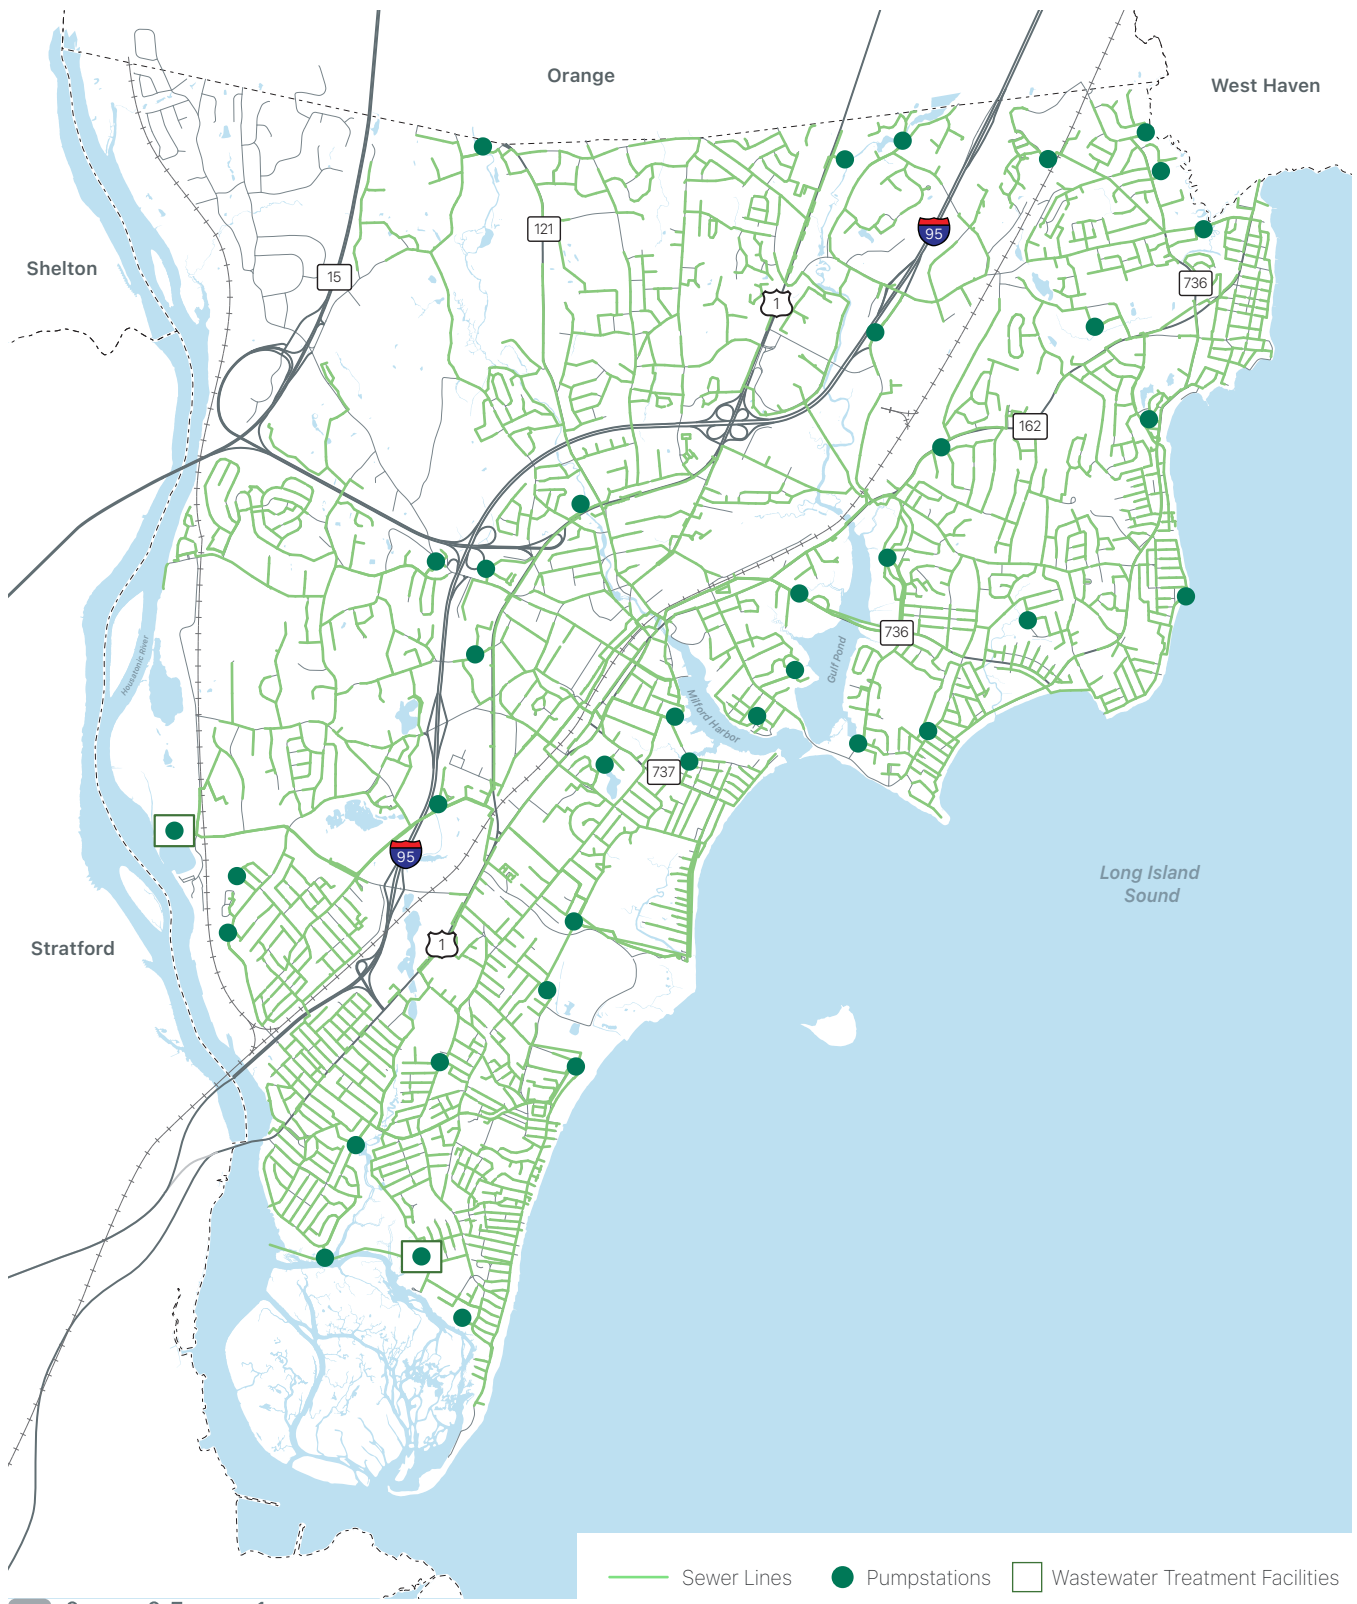 Orange
West Haven
121
95
Shelton
15
736
1
162
736
Housatonic River
Gulf Pond
Milford Harbor
737
95
Long Island
Sound
1
Stratford
Sewer Lines
Pumpstations
Wastewater Treatment Facilities